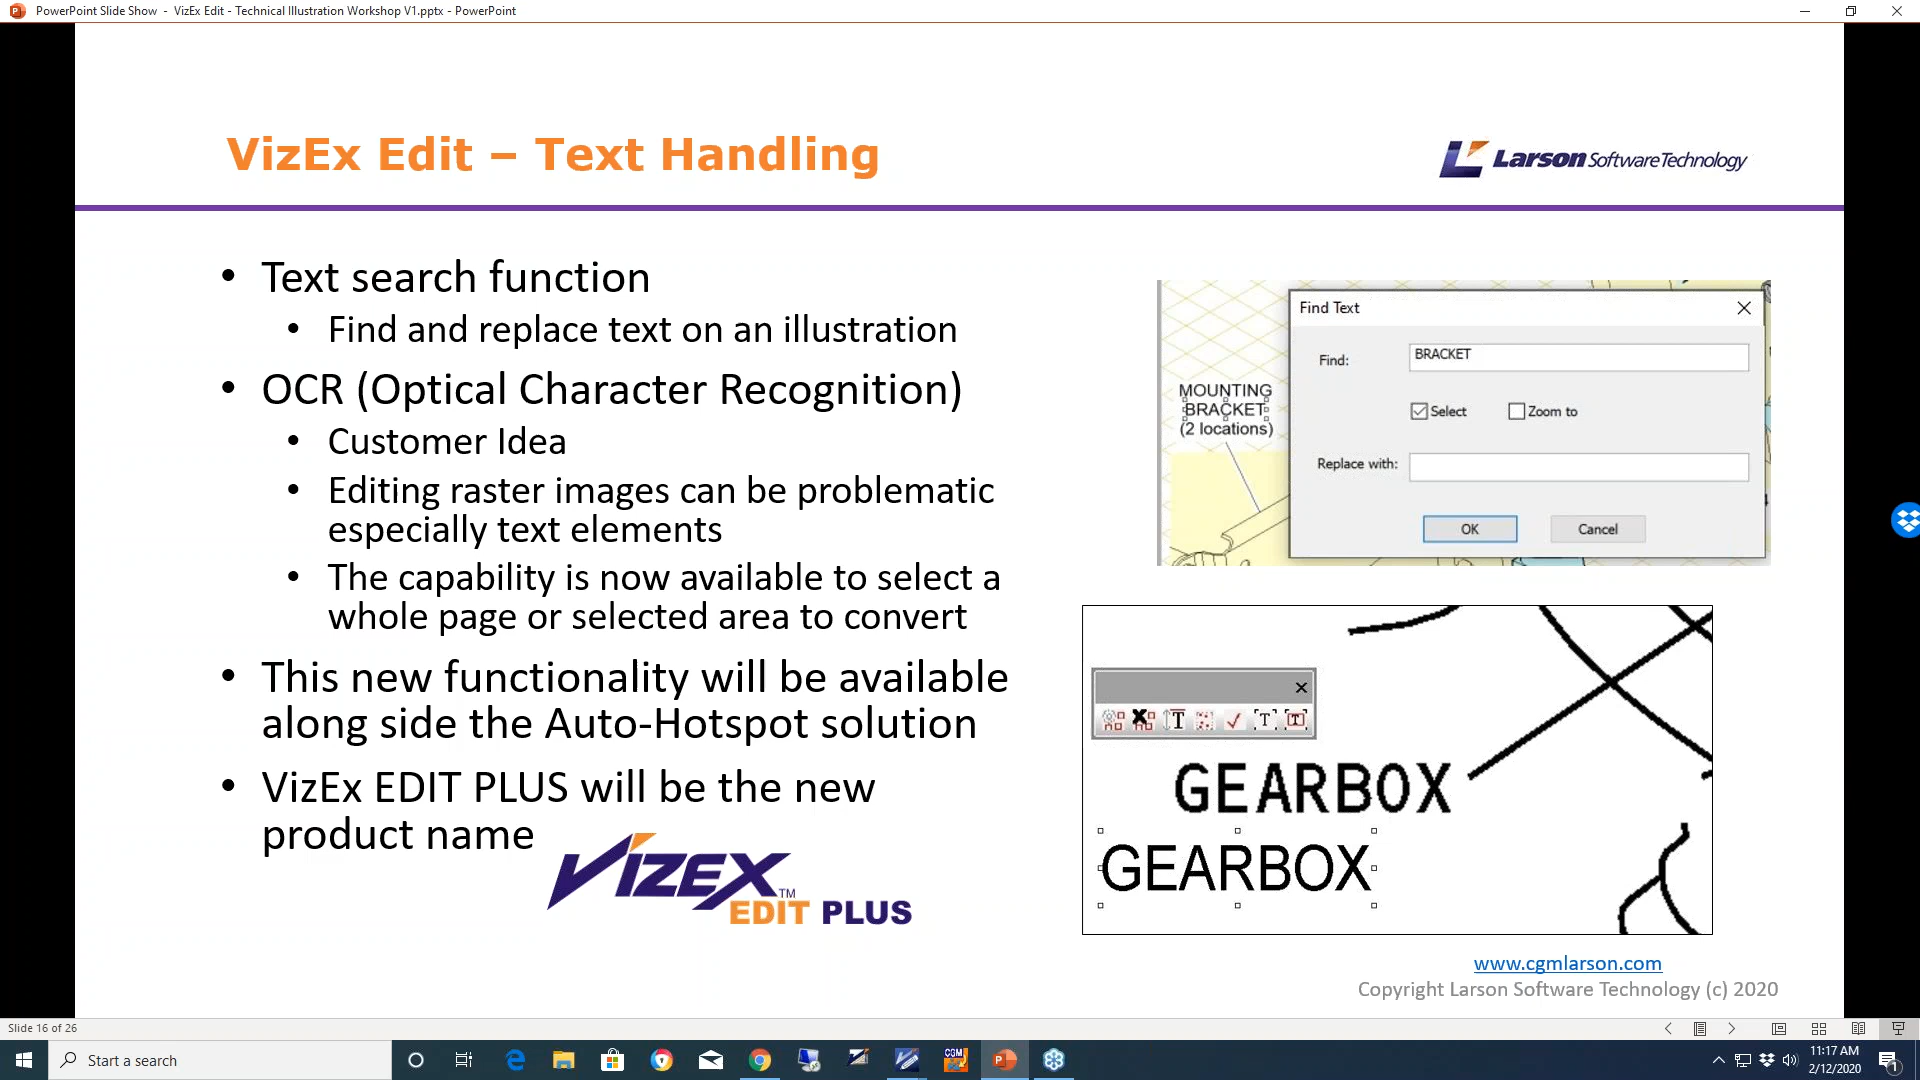 PowerPoint Slide Show - VizEx Edit - Technical Illustration Workshop V1.pptx - PowerPoint
VizEx Edit – Text Handling
Larson Software Technology
• Text search function
• Find and replace text on an illustration
• OCR (Optical Character Recognition)
• Customer Idea
• Editing raster images can be problematic
especially text elements
• The capability is now available to select a
whole page or selected area to convert
• This new functionality will be available
along side the Auto-Hotspot solution
• VizEx EDIT PLUS will be the new
product name
VIZEX™
EDIT PLUS
MOUNTING
BRACKET
(2 locations)
Find Text
Find:
BRACKET
Select
Zoom to
Replace with:
OK
Cancel
GEARBOX
GEARBOX
www.cgmlarson.com
Copyright Larson Software Technology (c) 2020
Slide 16 of 26
Start a search
CGM
11:17 AM
2/12/2020
1